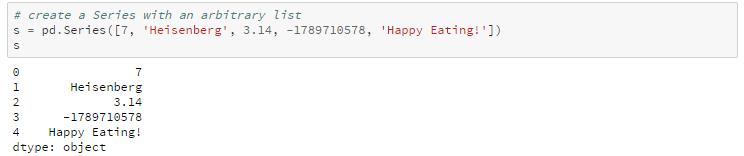 # create a Series with an arbitrary list
s = pd.Series([7, 'Heisenberg', 3.14, -1789710578, 'Happy Eating!'])
s
0                7
1       Heisenberg
2             3.14
3      -1789710578
4    Happy Eating!
dtype: object